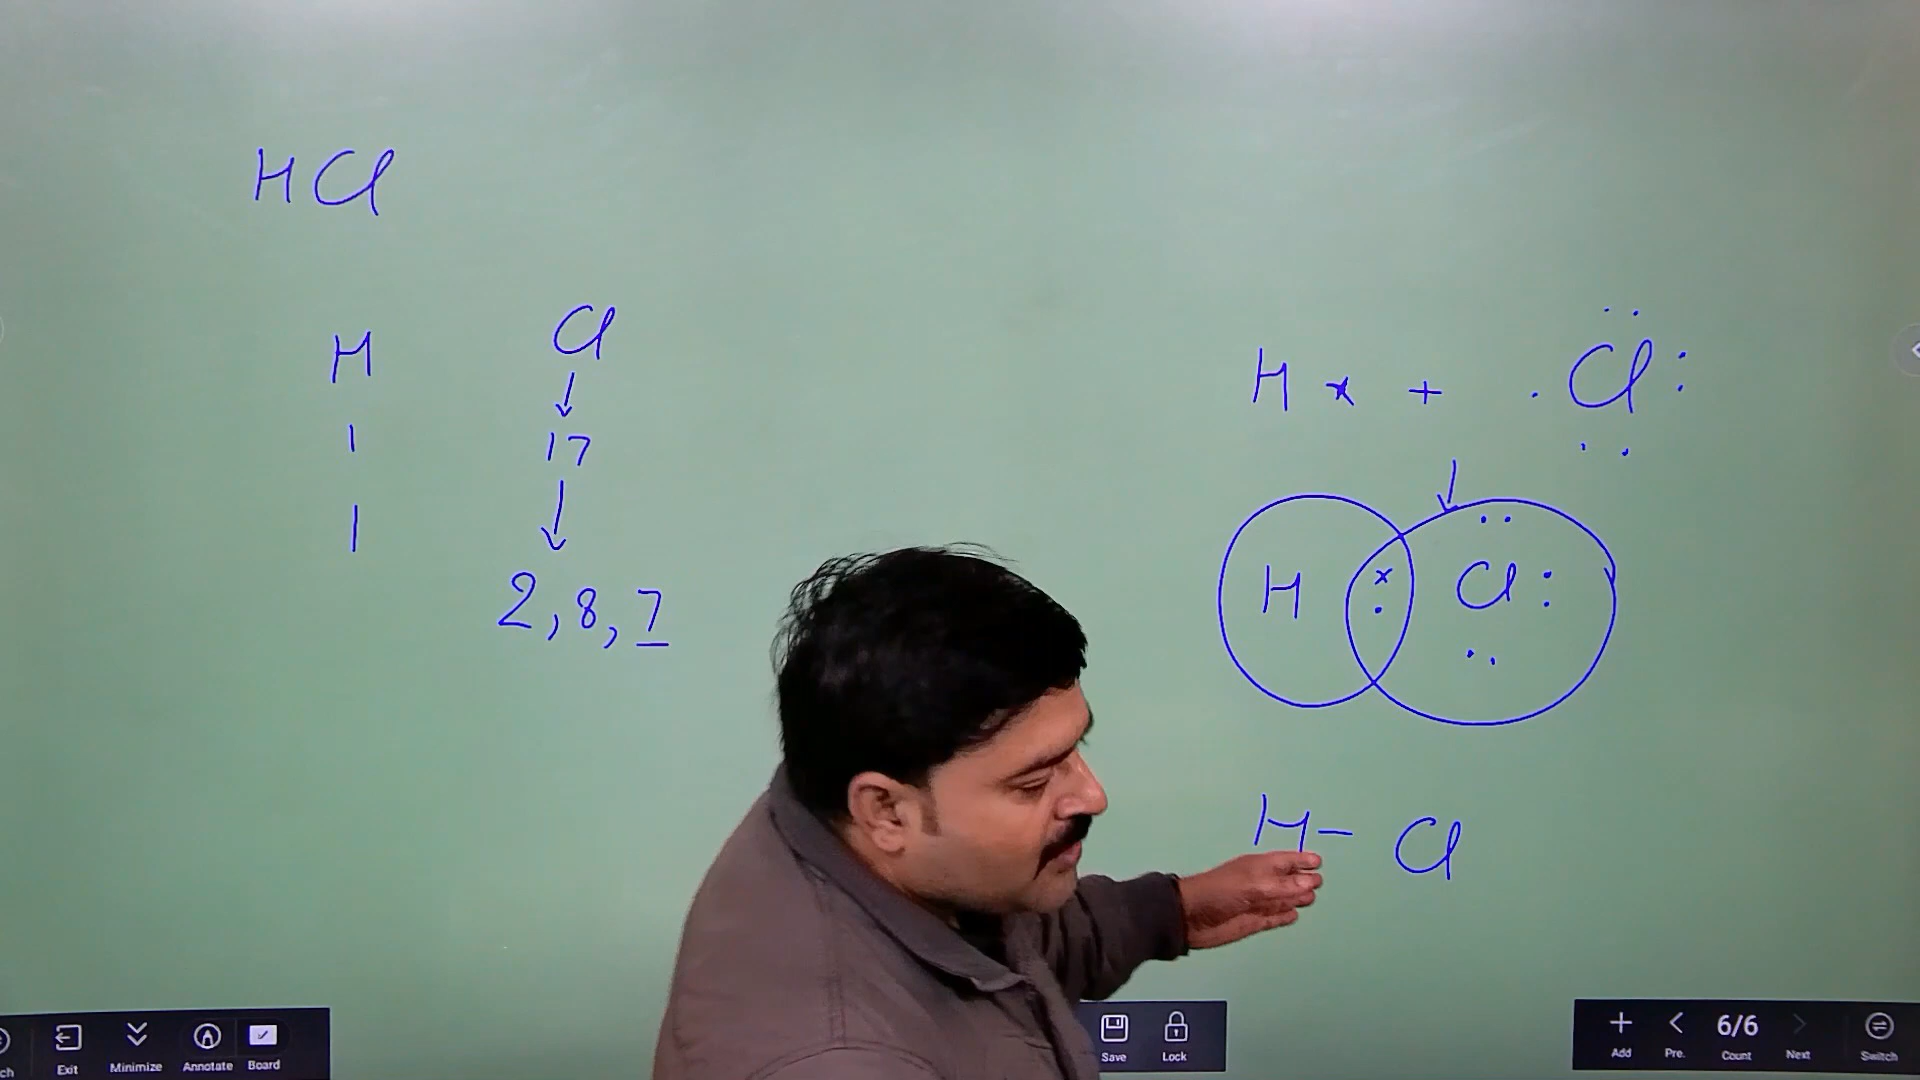 HCl
H Cl
↓
1 17
↓
1 2, 8, 7
H x + . Cl :
↓
H x . Cl :
H - Cl
ch Exit Minimize Annotate Board
Save Lock
6/6
Add Pre. Count Next Switch